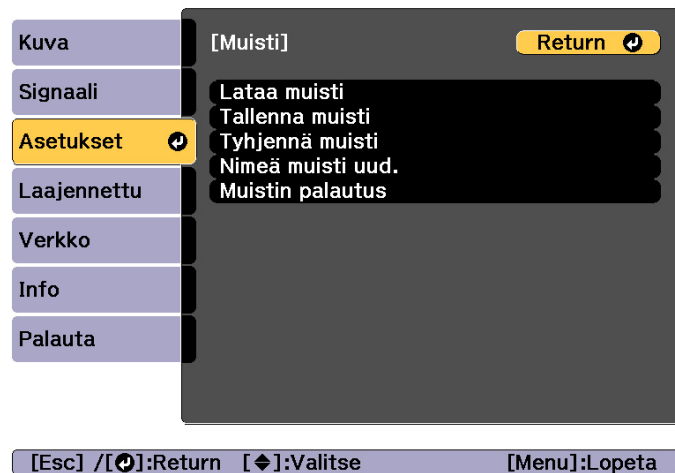 Kuva
Signaali
Asetukset
Laajennettu
Verkko
Info
Palauta
[Muisti] Return
Lataa muisti
Tallenna muisti
Tyhjennä muisti
Nimeä muisti uud.
Muistin palautus
[Esc] /[]:Return []:Valitse [Menu]:Lopeta